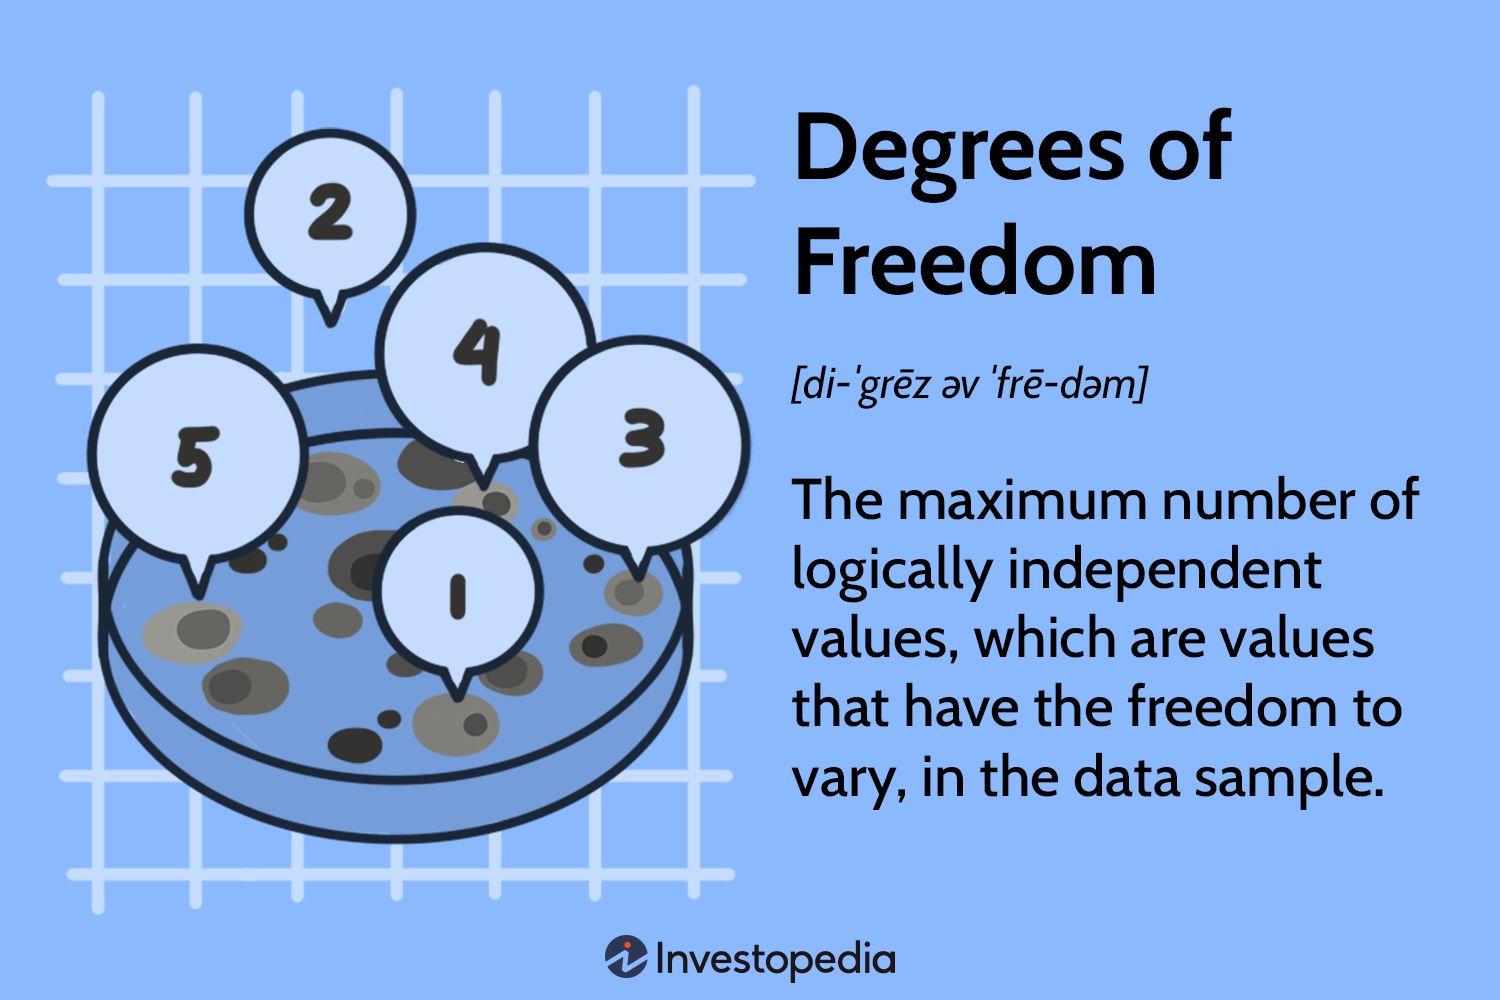 2
4
5
3
1
Degrees of
Freedom
[di-ˈgrēz əv ˈfrē-dəm]
The maximum number of
logically independent
values, which are values
that have the freedom to
vary, in the data sample.
Investopedia